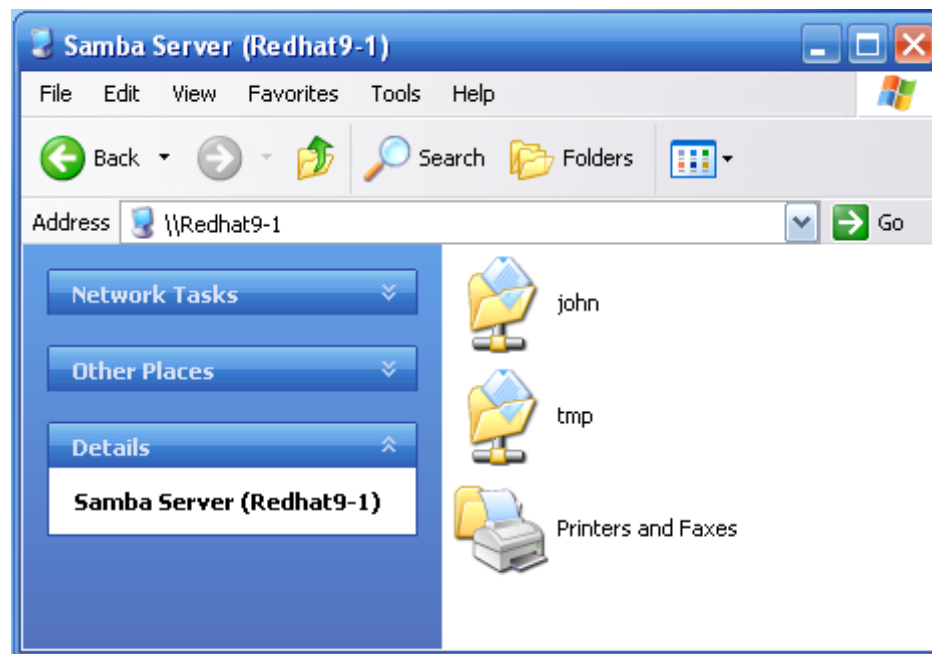 Samba Server (Redhat9-1)
File Edit View Favorites Tools Help
Back Search Folders
Address \\Redhat9-1 Go
Network Tasks
Other Places
Details
Samba Server (Redhat9-1)
john
tmp
Printers and Faxes